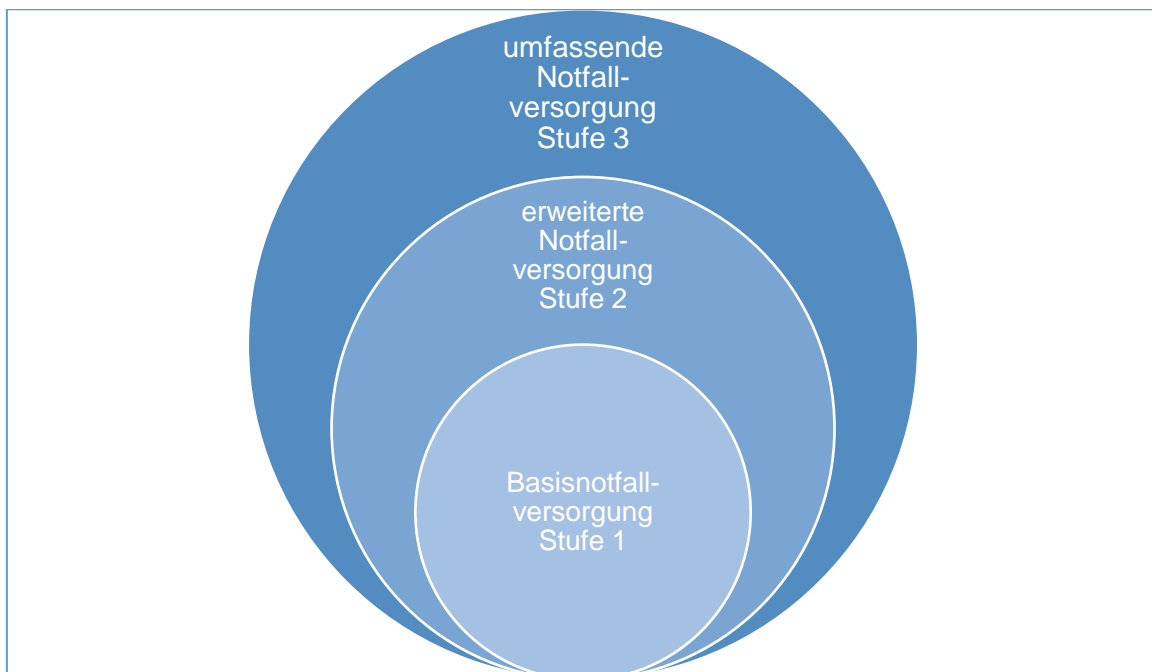 umfassende
Notfall-
versorgung
Stufe 3
erweiterte
Notfall-
versorgung
Stufe 2
Basisnotfall-
versorgung
Stufe 1